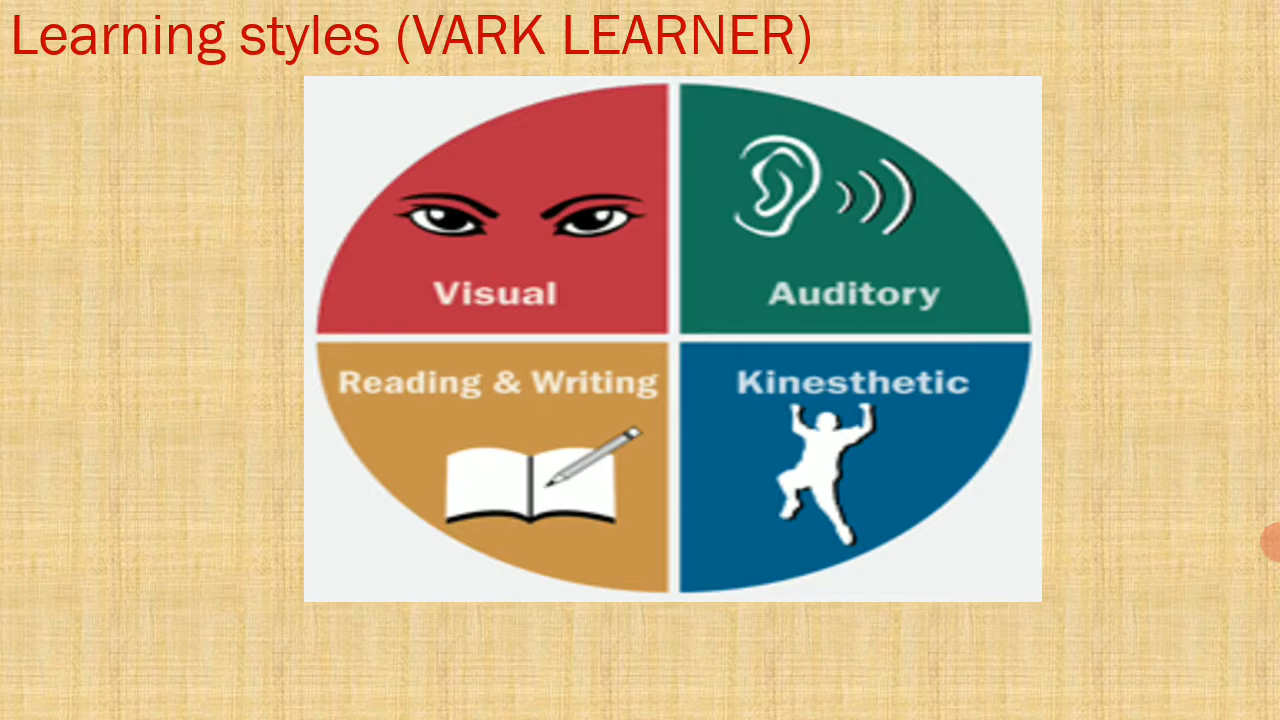 Learning styles (VARK LEARNER)
Visual
Auditory
Reading & Writing
Kinesthetic